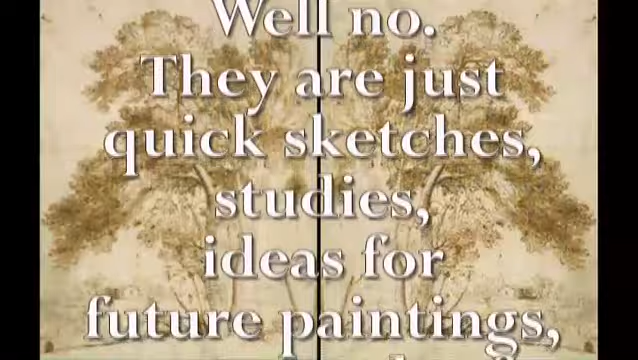 Well no.
They are just
quick sketches,
studies,
ideas for
future paintings,